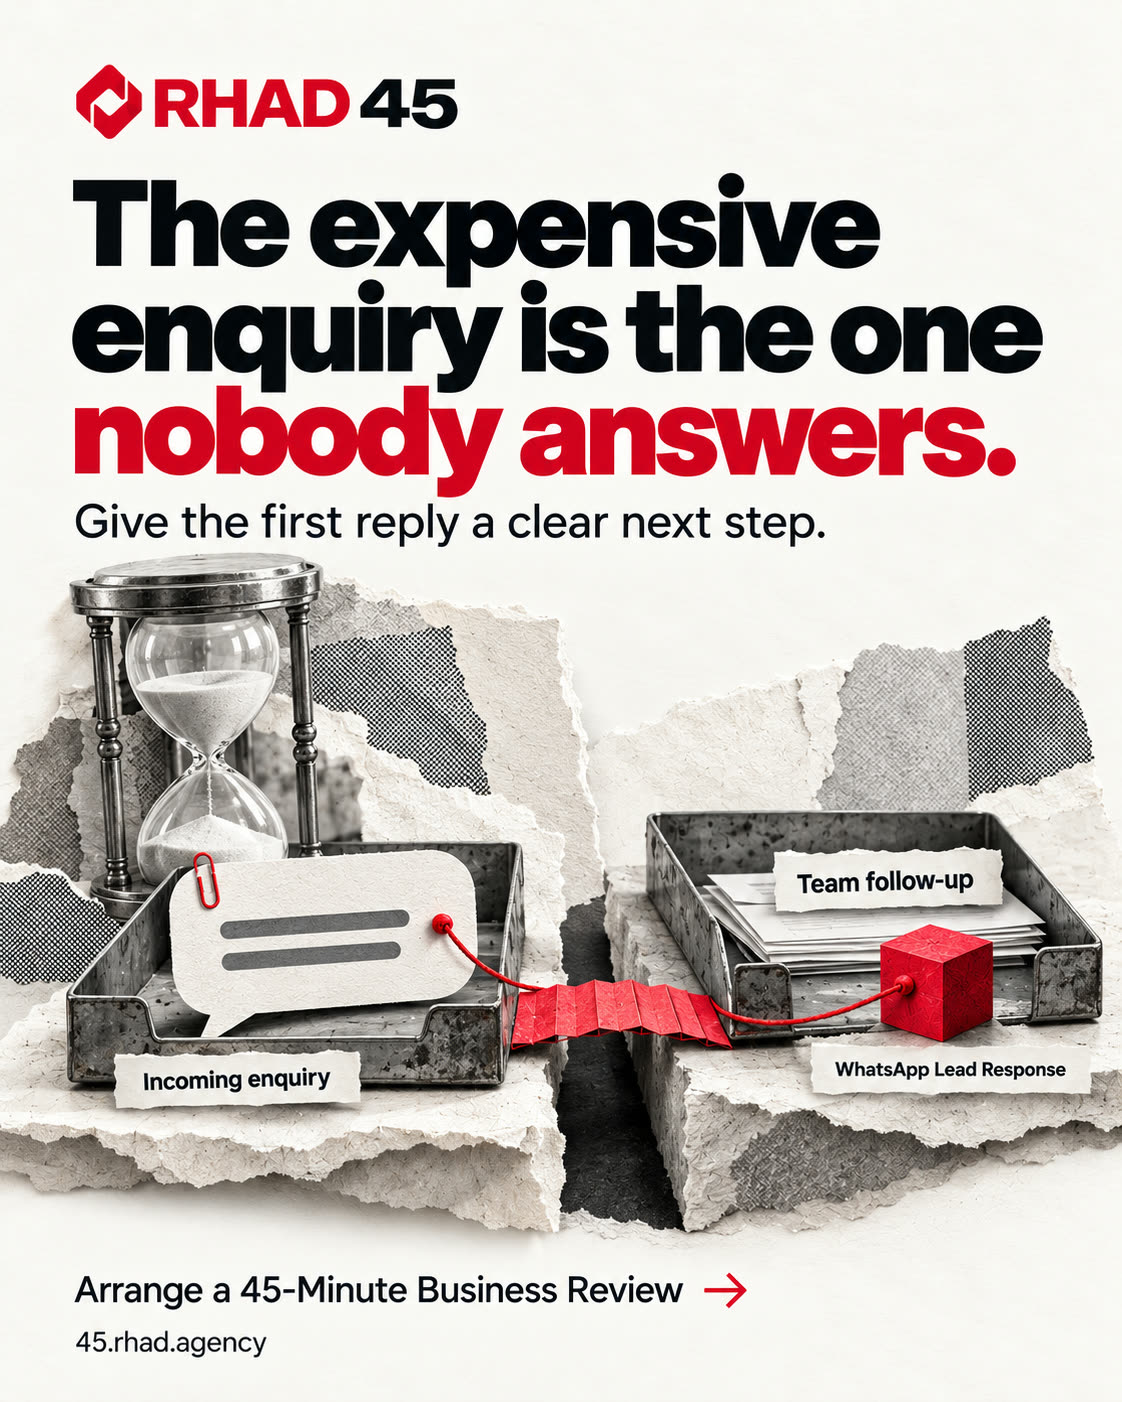 RHAD 45
The expensive
enquiry is the one
nobody answers.
Give the first reply a clear next step.
Team follow-up
WhatsApp Lead Response
Incoming enquiry
Arrange a 45-Minute Business Review
45.rhad.agency